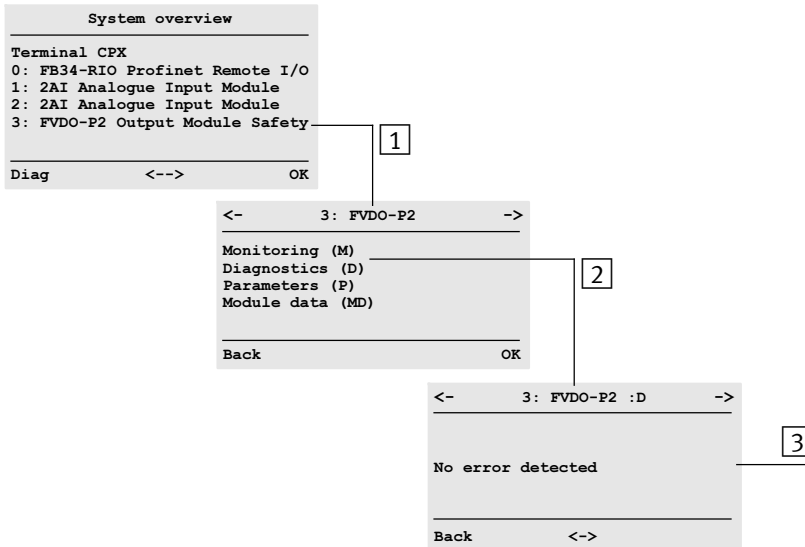 System overview
Terminal CPX
0: FB34-RIO Profinet Remote I/O
1: 2AI Analogue Input Module
2: 2AI Analogue Input Module
3: FVDO-P2 Output Module Safety
Diag <--> OK
1
<- 3: FVDO-P2 ->
Monitoring (M)
Diagnostics (D)
Parameters (P)
Module data (MD)
Back OK
2
<- 3: FVDO-P2 :D ->
No error detected
Back <->
3